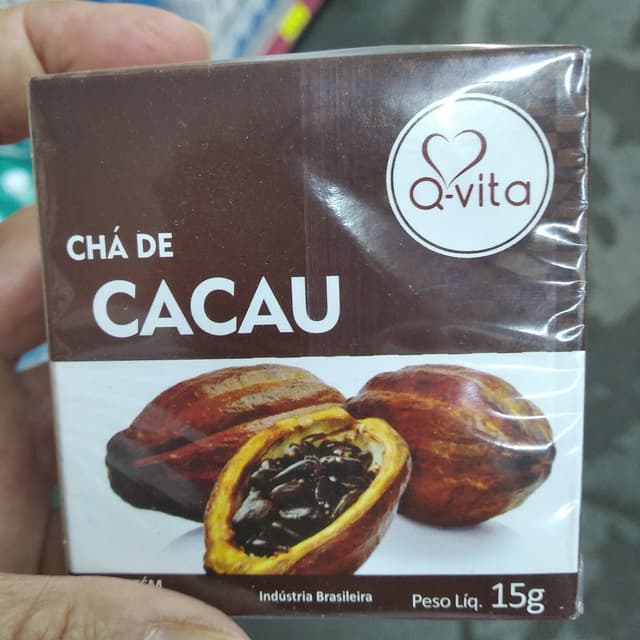 Q-vita
CHÁ DE
CACAU
Indústria Brasileira
Peso Líq. 15g